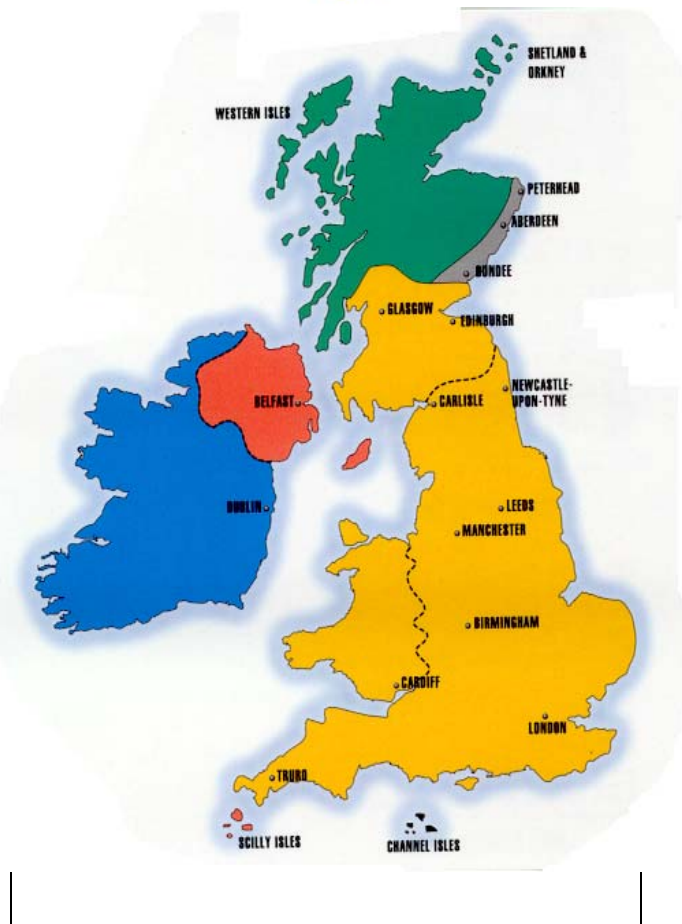 SHETLAND &
ORKNEY
WESTERN ISLES
PETERHEAD
ABERDEEN
DUNDEE
GLASGOW
EDINBURGH
NEWCASTLE-
UPON-TYNE
BELFAST
CARLISLE
DUBLIN
LEEDS
MANCHESTER
BIRMINGHAM
CARDIFF
LONDON
TRURO
SCILLY ISLES
CHANNEL ISLES